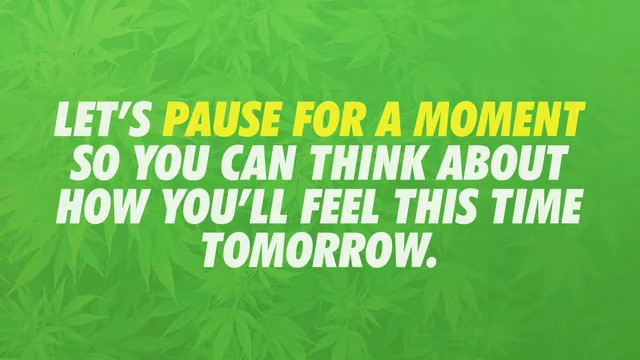 LET'S PAUSE FOR A MOMENT
SO YOU CAN THINK ABOUT
HOW YOU'LL FEEL THIS TIME
TOMORROW.